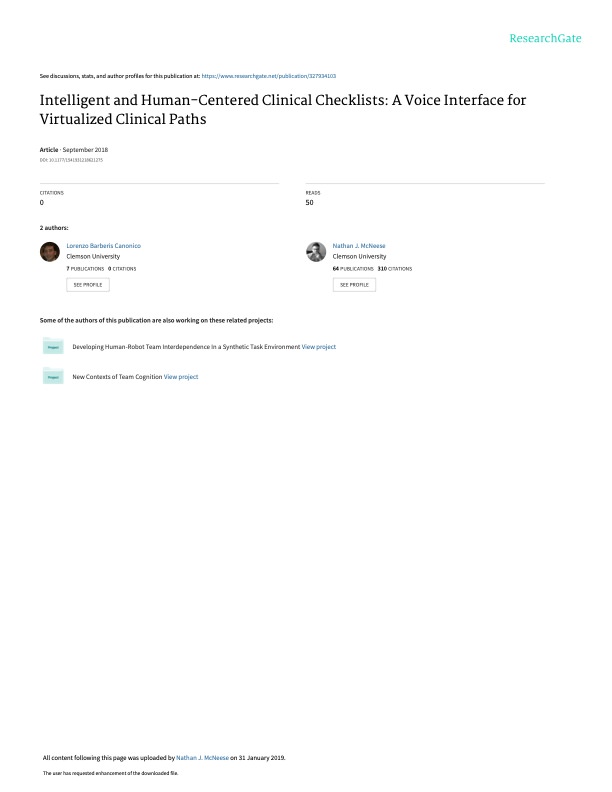 ResearchGate
See discussions, stats, and author profiles for this publication at: https://www.researchgate.net/publication/327934103
Intelligent and Human-Centered Clinical Checklists: A Voice Interface for
Virtualized Clinical Paths
Article · September 2018
DOI: 10.1177/1541931218621275
CITATIONS
0
READS
50
2 authors:
Lorenzo Barberis Canonico
Clemson University
7 PUBLICATIONS 0 CITATIONS
SEE PROFILE
Nathan J. McNeese
Clemson University
64 PUBLICATIONS 310 CITATIONS
SEE PROFILE
Some of the authors of this publication are also working on these related projects:
Project
Developing Human-Robot Team Interdependence In a Synthetic Task Environment View project
Project
New Contexts of Team Cognition View project
All content following this page was uploaded by Nathan J. McNeese on 31 January 2019.
The user has requested enhancement of the downloaded file.